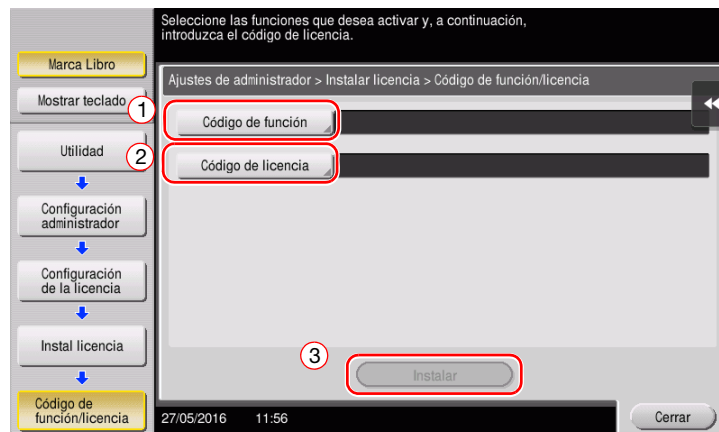 Seleccione las funciones que desea activar y, a continuación,
introduzca el código de licencia.
Marca Libro
Mostrar teclado
Ajustes de administrador > Instalar licencia > Código de función/licencia
1
Código de función
2
Código de licencia
Utilidad
Configuración
administrador
Configuración
de la licencia
Instal licencia
3
Instalar
Código de
función/licencia
27/05/2016 11:56
Cerrar